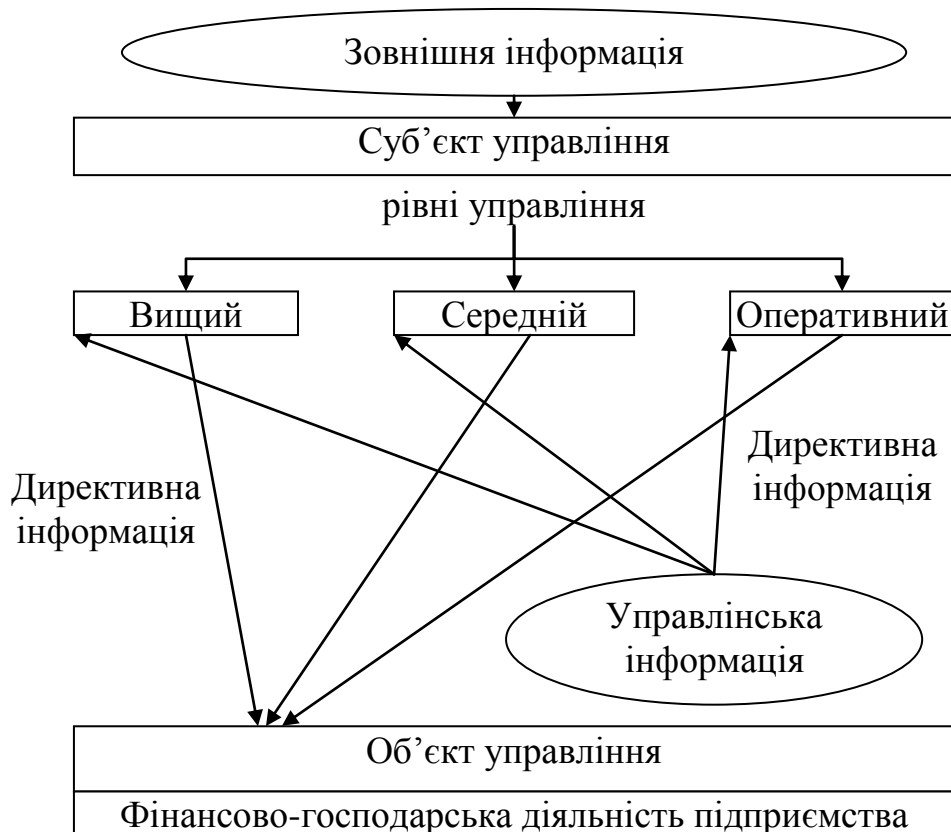 Зовнішня інформація
Суб’єкт управління
рівні управління
Вищий
Середній
Оперативний
Директивна
інформація
Директивна
інформація
Управлінська
інформація
Об’єкт управління
Фінансово-господарська діяльність підприємства